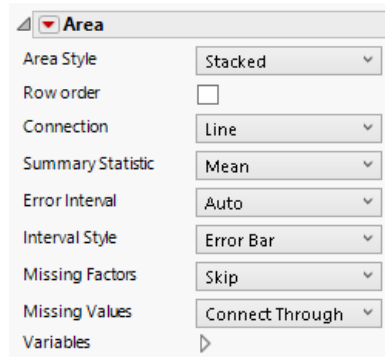 Area
Area Style Stacked
Row order
Connection Line
Summary Statistic Mean
Error Interval Auto
Interval Style Error Bar
Missing Factors Skip
Missing Values Connect Through
Variables